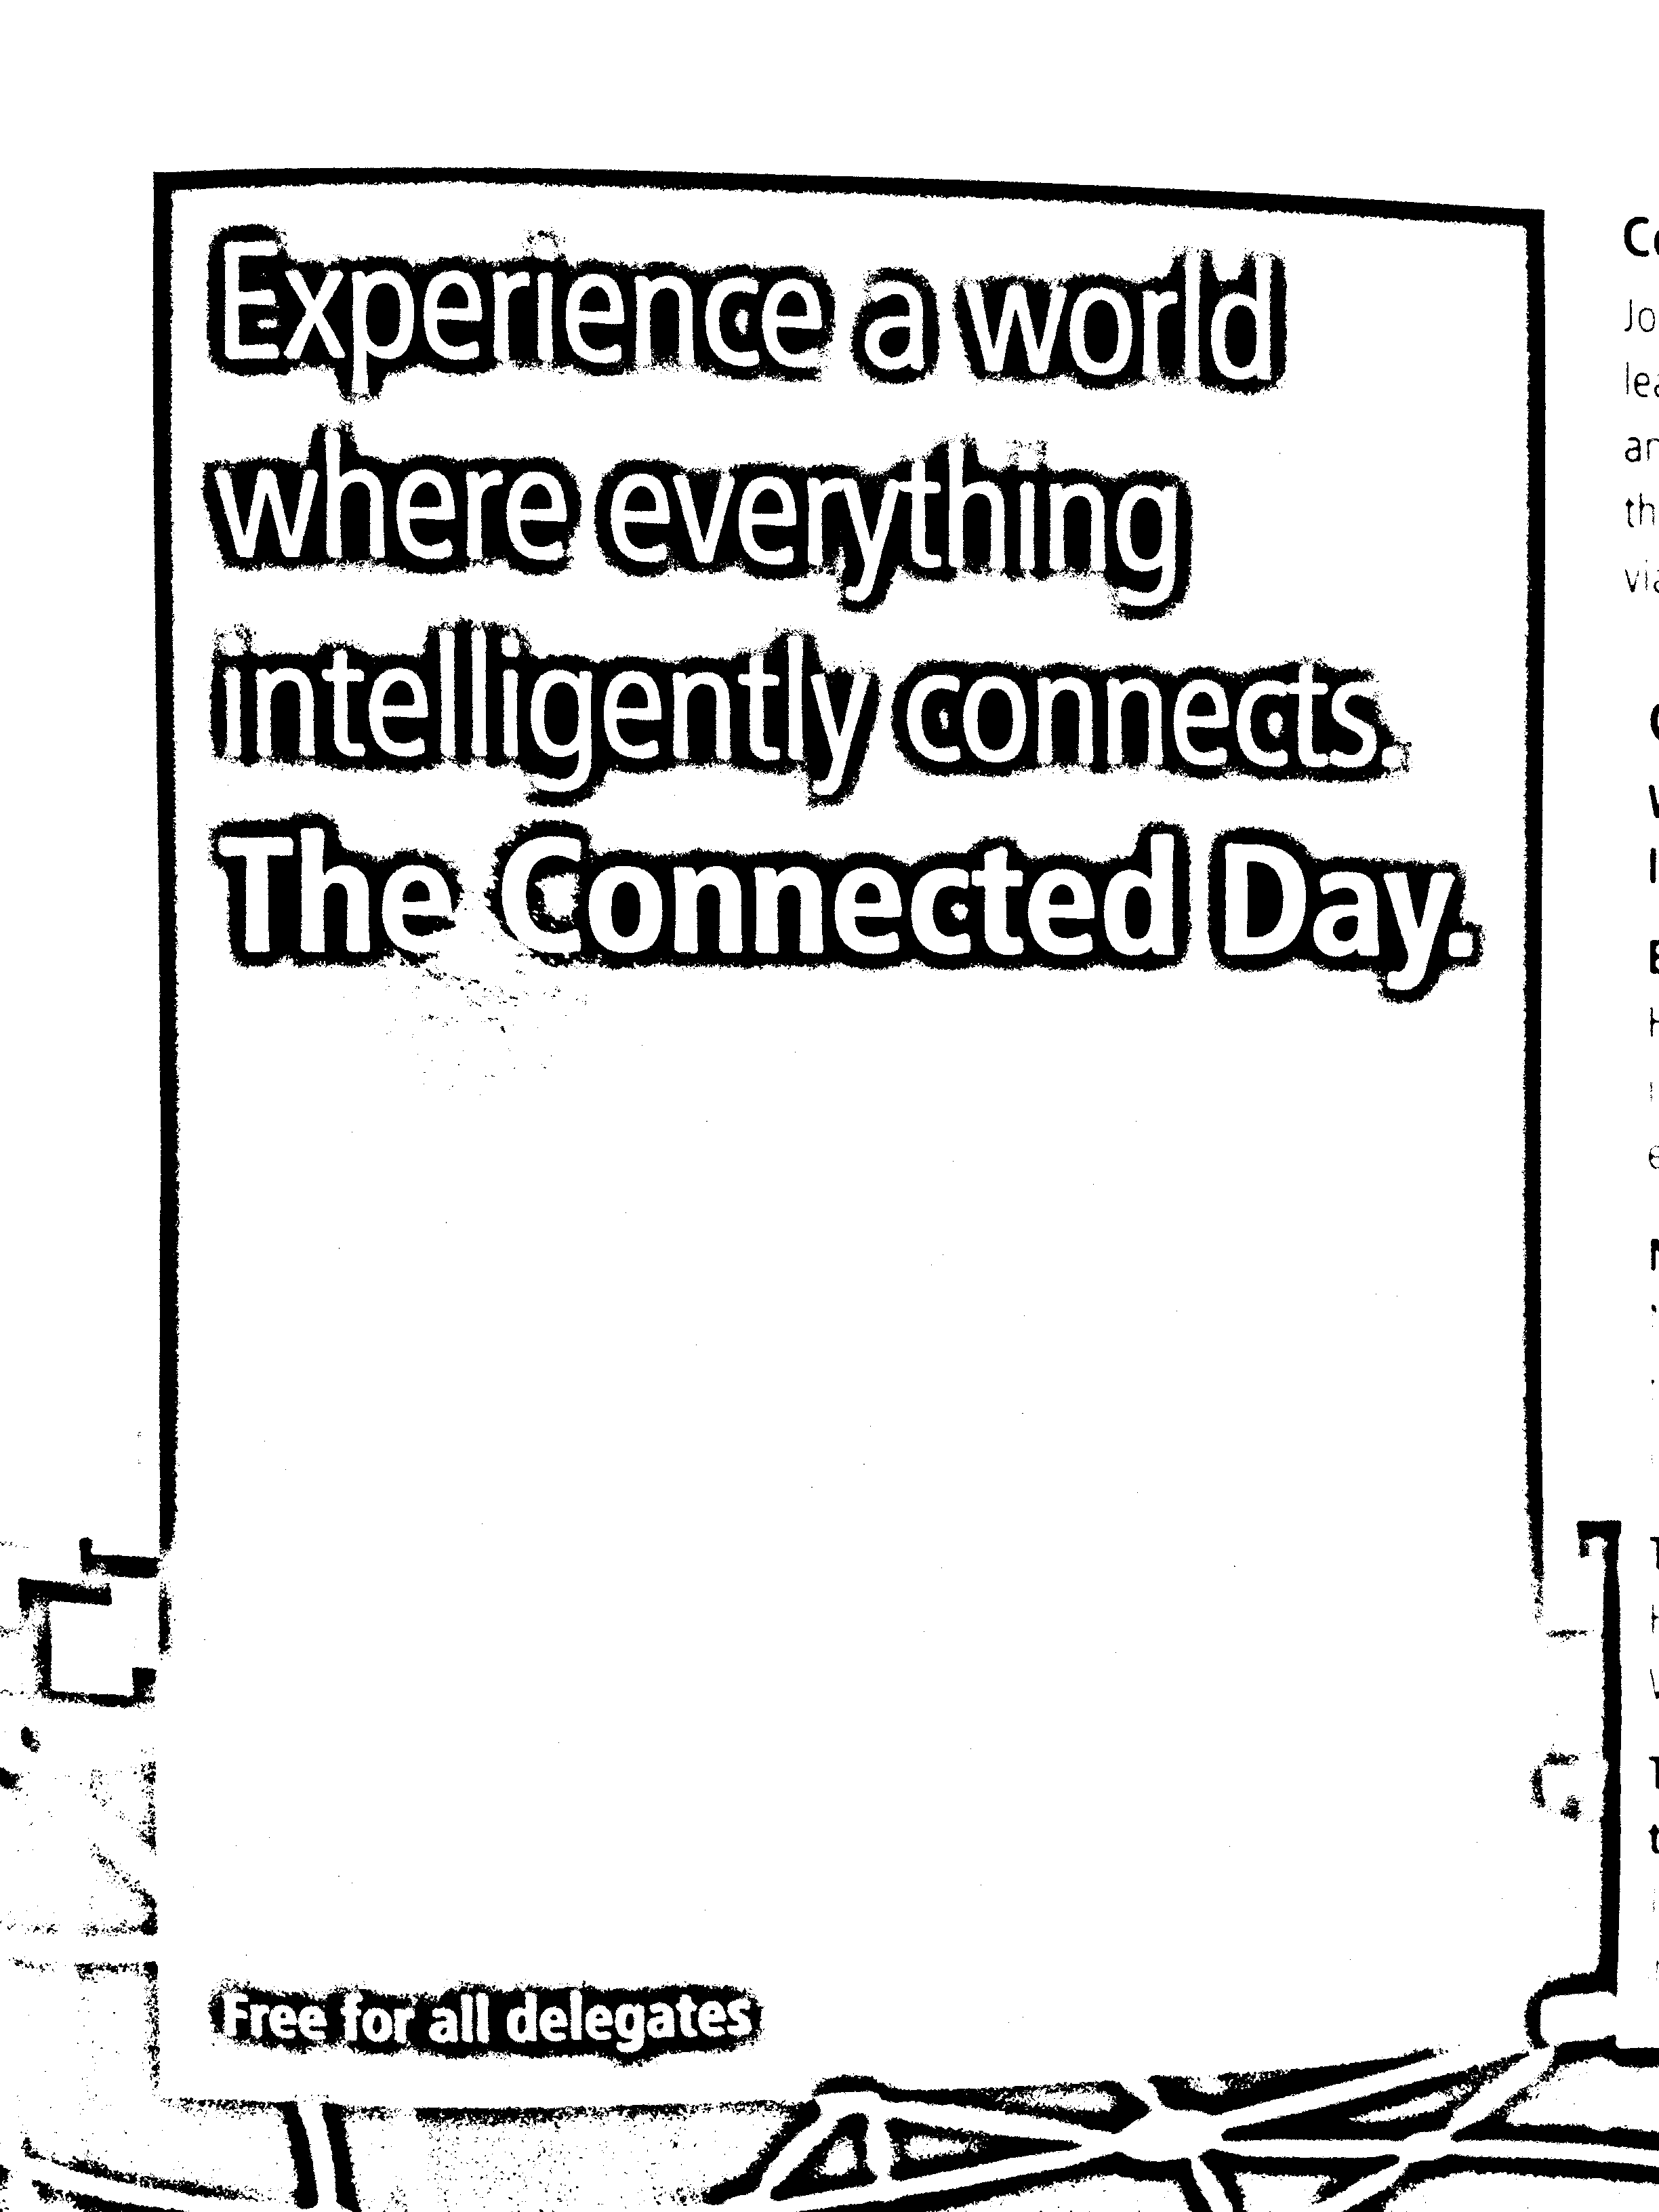 Experience a world
where everything
intelligently connects.
The Connected Day.
Free for all delegates